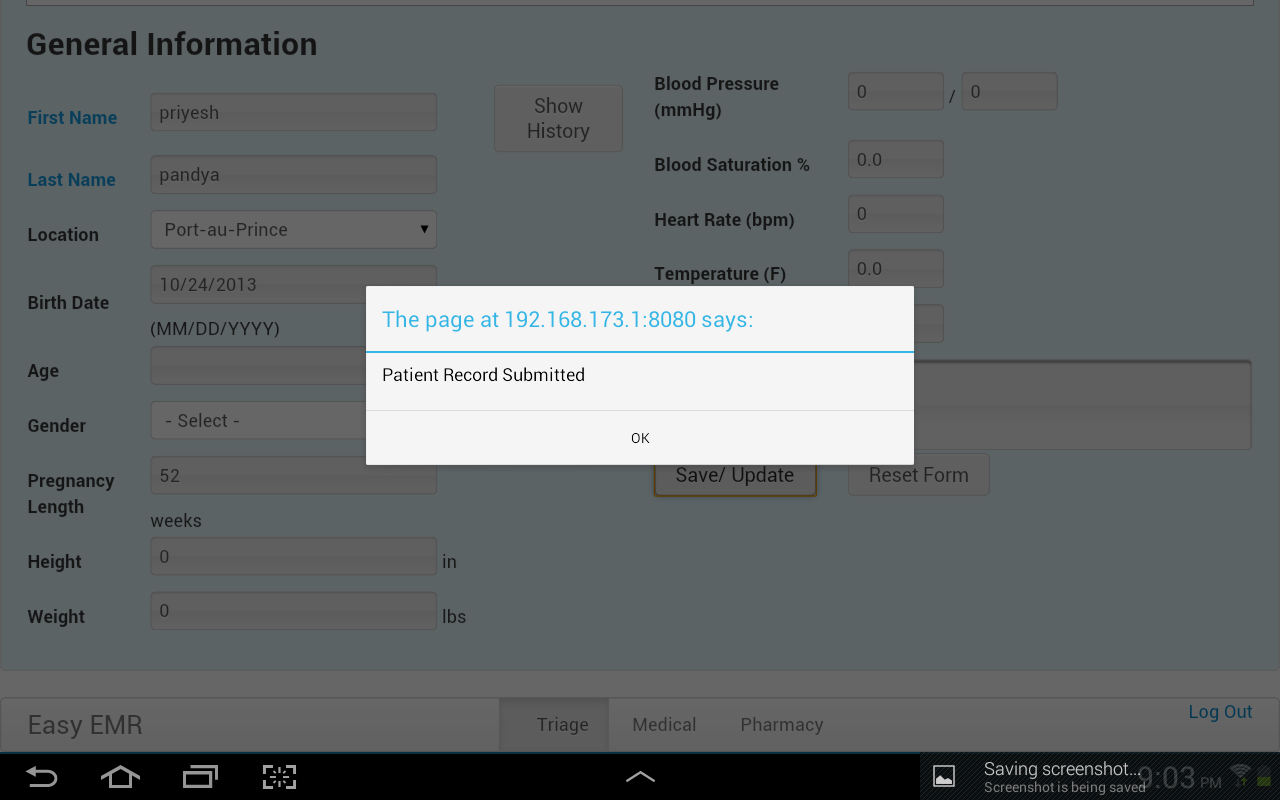 General Information
First Name
priyesh
Show
History
Last Name
pandya
Location
Port-au-Prince
Birth Date
10/24/2013
(MM/DD/YYYY)
Age
Gender
- Select -
Pregnancy
Length
52
weeks
Height
0
in
Weight
0
lbs
Blood Pressure
(mmHg)
0
/
0
Blood Saturation %
0.0
Heart Rate (bpm)
0
Temperature (F)
0.0
The page at 192.168.173.1:8080 says:
Patient Record Submitted
OK
Save/ Update
Reset Form
Easy EMR
Triage
Medical
Pharmacy
Log Out
Saving screenshot...
Screenshot is being saved
9:03 PM